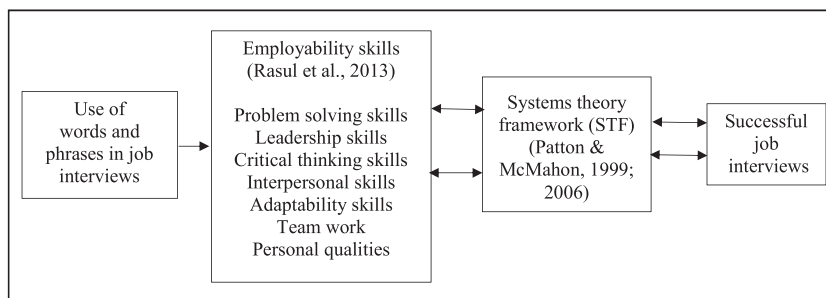 Use of
words and
phrases in job
interviews
Employability skills
(Rasul et al., 2013)
Problem solving skills
Leadership skills
Critical thinking skills
Interpersonal skills
Adaptability skills
Team work
Personal qualities
Systems theory
framework (STF)
(Patton &
McMahon, 1999;
2006)
Successful
job
interviews